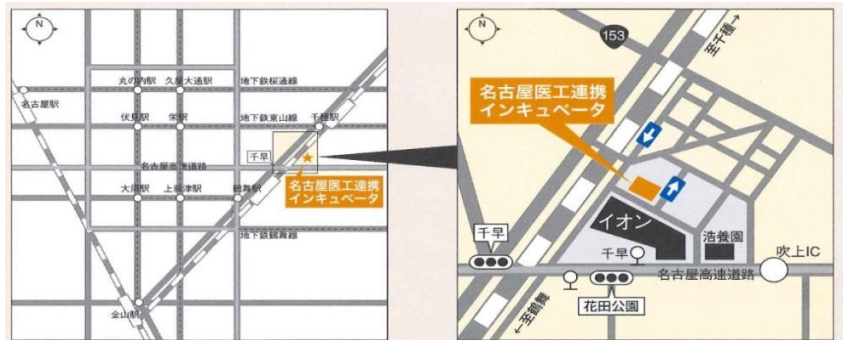 N
丸の内駅
久屋大通駅
地下鉄桜通線
名古屋駅
伏見駅
栄駅
地下鉄東山線
千種駅
千早
名古屋高速道路
名古屋医工連携
インキュベータ
大須駅
上前津駅
鶴舞駅
地下鉄鶴舞線
金山駅
N
153
至千種→
名古屋医工連携
インキュベータ
イオン
浩養園
千早
千早
吹上IC
名古屋高速道路
花田公園
←至鶴舞